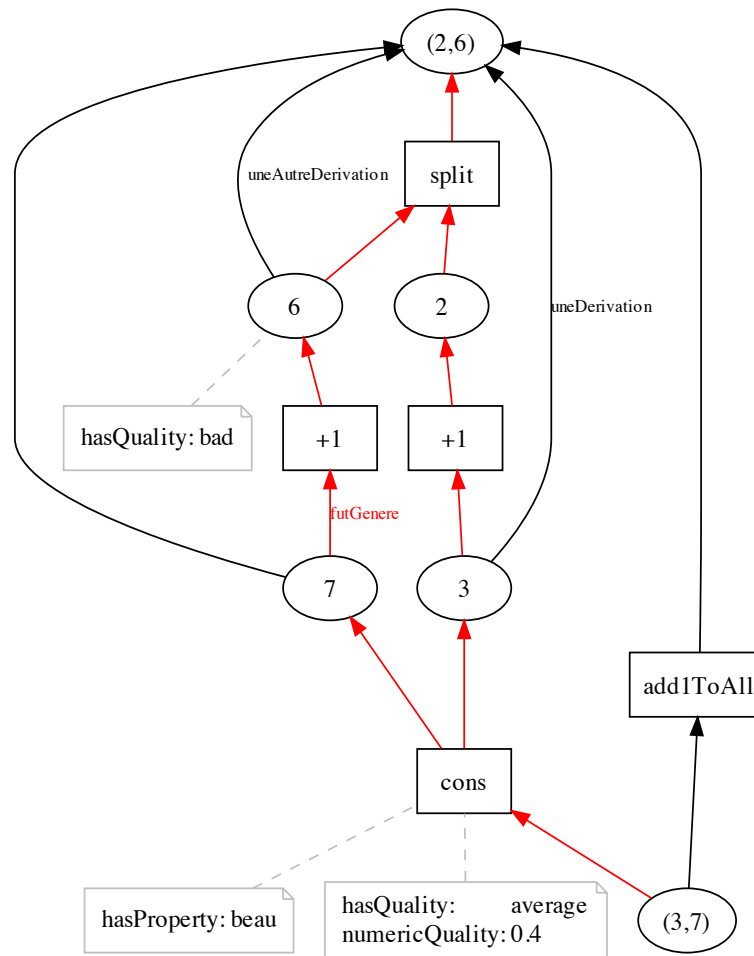 (2,6)
uneAutreDerivation
split
6
2
uneDerivation
hasQuality: bad
+1
+1
futGenere
7
3
add1ToAll
cons
hasProperty: beau
hasQuality: average
numericQuality: 0.4
(3,7)